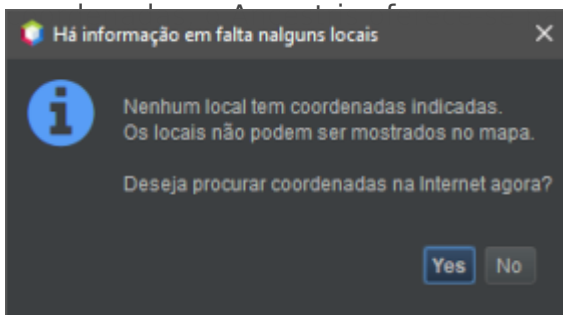 Há informação em falta nalguns locais
Nenhum local tem coordenadas indicadas.
Os locais não podem ser mostrados no mapa.
Deseja procurar coordenadas na Internet agora?
Yes No